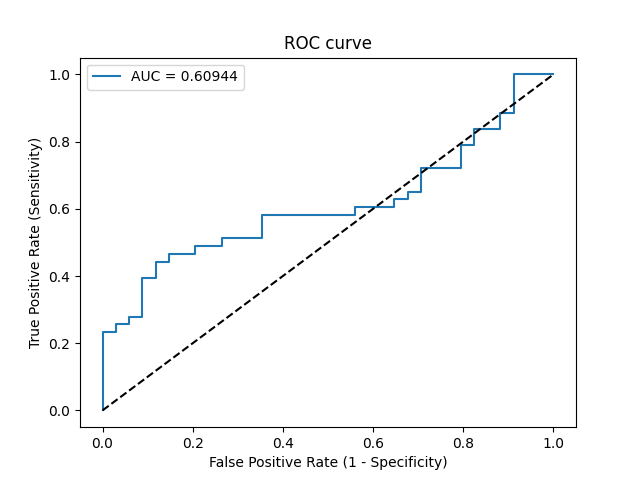 ROC curve
AUC = 0.60944
True Positive Rate (Sensitivity)
1.0
0.8
0.6
0.4
0.2
0.0
0.0 0.2 0.4 0.6 0.8 1.0
False Positive Rate (1 - Specificity)